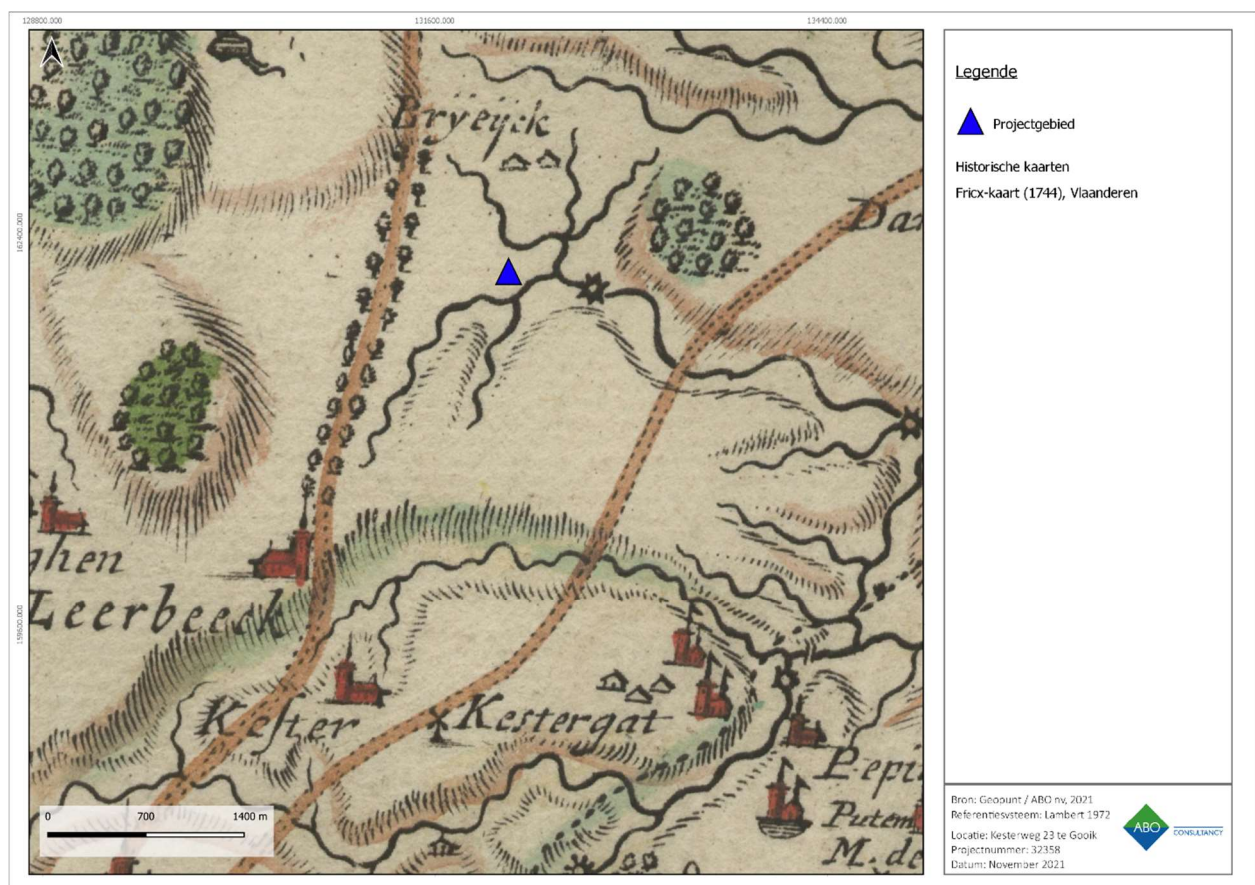 128800.000
131600.000
134400.000
162400.000
159600.000
Bryeyck
Leerbeeck
Kester
Kestergat
ghen
0 700 1400 m
Legende
Projectgebied
Historische kaarten
Fricx-kaart (1744), Vlaanderen
Bron: Geopunt / ABO nv, 2021
Referentiesysteem: Lambert 1972
Locatie: Kesterweg 23 te Gooik
Projectnummer: 32358
Datum: November 2021
ABO
CONSULTANCY
M. de